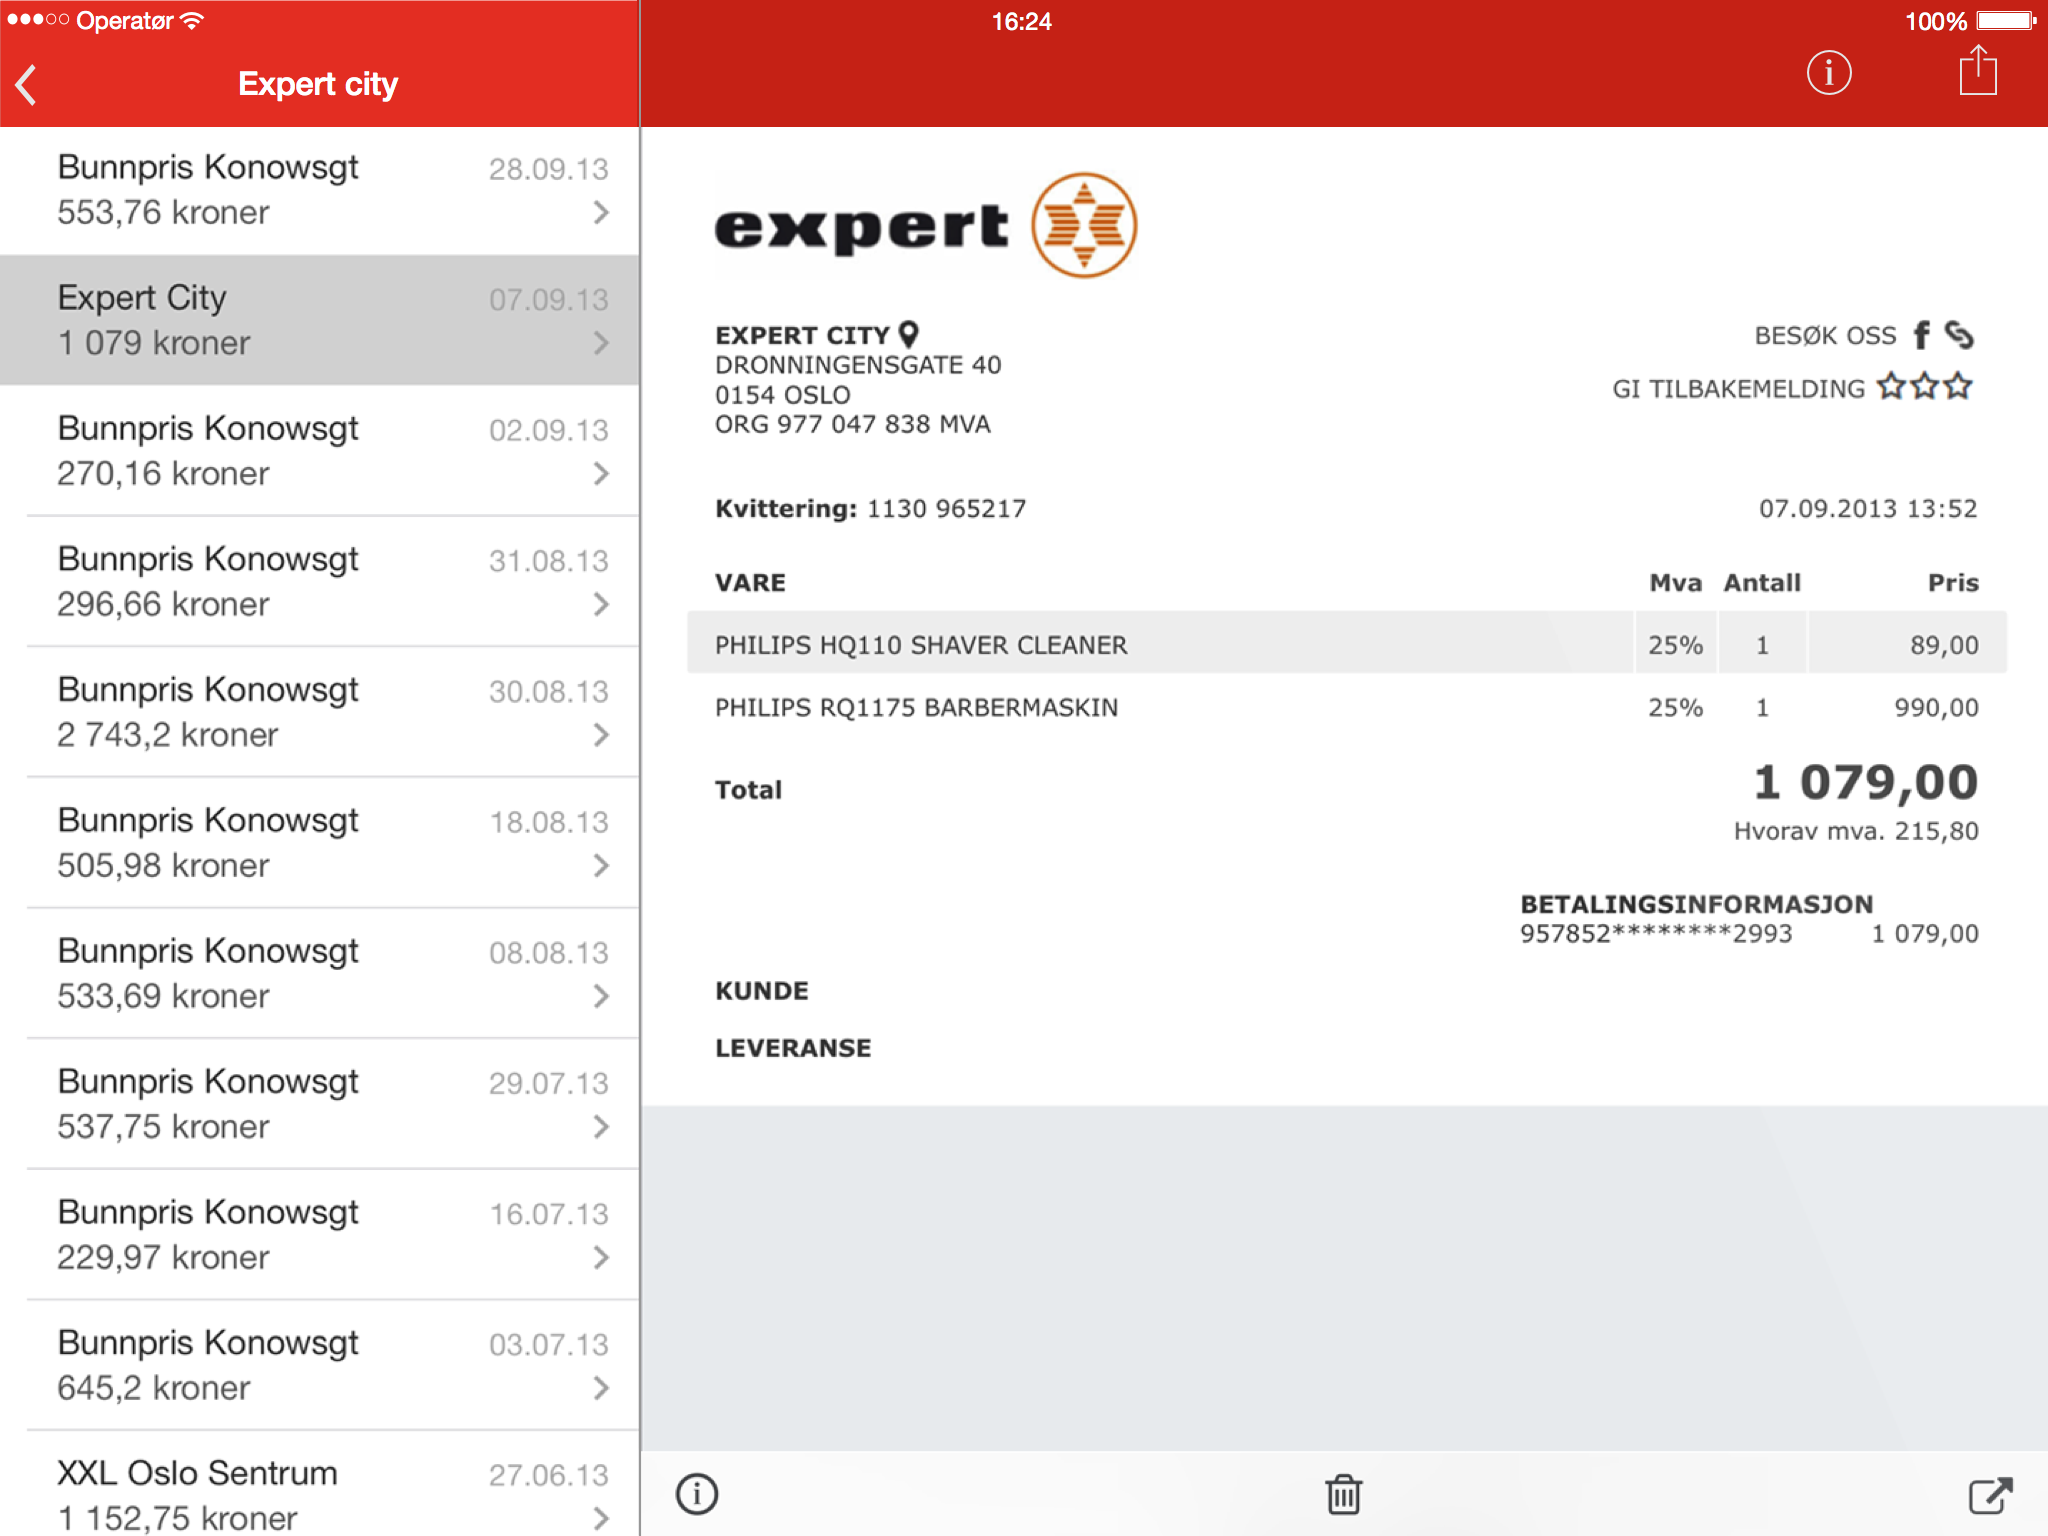 Operatør
16:24
100%
Expert city
Bunnpris Konowsgt 28.09.13
553,76 kroner
Expert City 07.09.13
1 079 kroner
Bunnpris Konowsgt 02.09.13
270,16 kroner
Bunnpris Konowsgt 31.08.13
296,66 kroner
Bunnpris Konowsgt 30.08.13
2 743,2 kroner
Bunnpris Konowsgt 18.08.13
505,98 kroner
Bunnpris Konowsgt 08.08.13
533,69 kroner
Bunnpris Konowsgt 29.07.13
537,75 kroner
Bunnpris Konowsgt 16.07.13
229,97 kroner
Bunnpris Konowsgt 03.07.13
645,2 kroner
XXL Oslo Sentrum 27.06.13
1 152,75 kroner
expert
EXPERT CITY
DRONNINGENSGATE 40
0154 OSLO
ORG 977 047 838 MVA
BESØK OSS
GI TILBAKEMELDING
Kvittering: 1130 965217 07.09.2013 13:52
VARE Mva Antall Pris
PHILIPS HQ110 SHAVER CLEANER 25% 1 89,00
PHILIPS RQ1175 BARBERMASKIN 25% 1 990,00
Total 1 079,00
Hvorav mva. 215,80
BETALINGSINFORMASJON
957852********2993 1 079,00
KUNDE
LEVERANSE